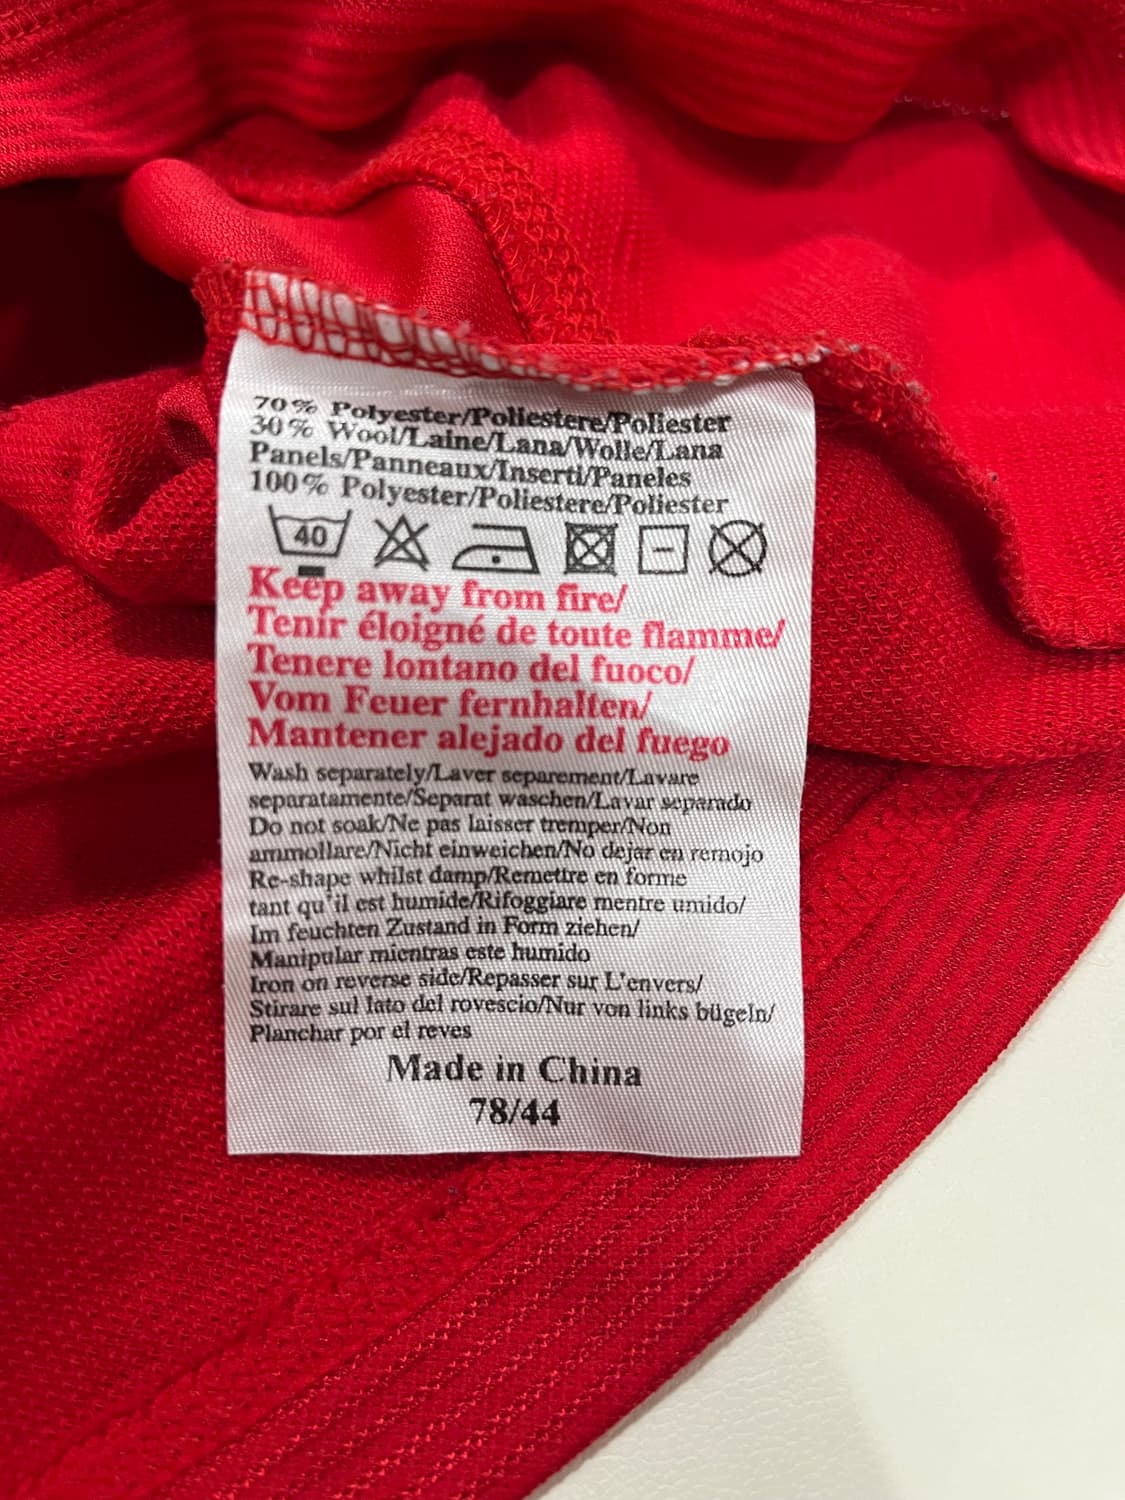 70% Polyester/Poliestere/Poliester
30% Wool/Laine/Lana/Wolle/Lana
Panels/Panneaux/Inserti/Paneles
100% Polyester/Poliestere/Poliester
40
Keep away from fire/
Tenir éloigné de toute flamme/
Tenere lontano del fuoco/
Vom Feuer fernhalten/
Mantener alejado del fuego
Wash separately/Laver separement/Lavare
separatamente/Separat waschen/Lavar separado
Do not soak/Ne pas laisser tremper/Non
ammollare/Nicht einweichen/No dejar en remojo
Re-shape whilst damp/Remettre en forme
tant qu'il est humide/Rifoggiare mentre umido/
Im feuchten Zustand in Form ziehen/
Manipular mientras este humido
Iron on reverse side/Repasser sur L'envers/
Stirare sul lato del rovescio/Nur von links bügeln/
Planchar por el reves
Made in China
78/44